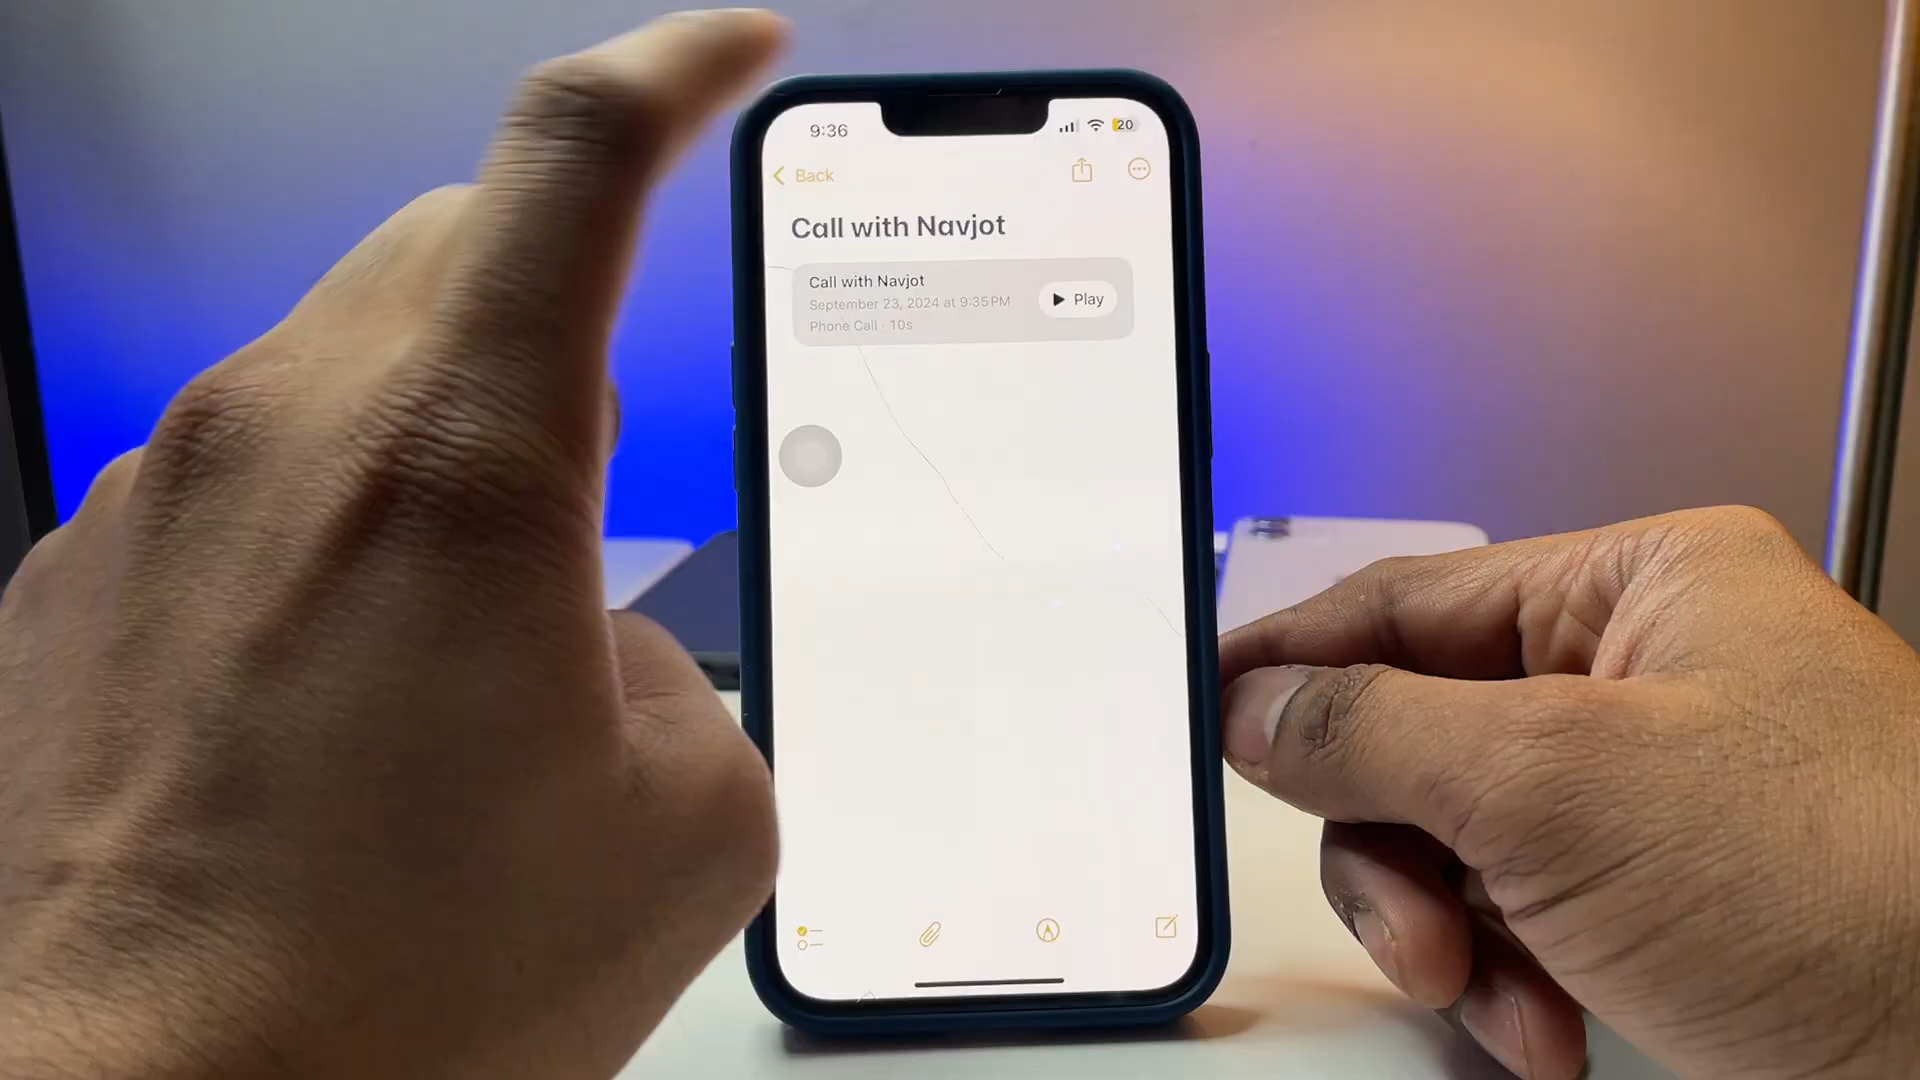 9:36
20
Back
Call with Navjot
Call with Navjot
September 23, 2024 at 9:35 PM
Phone Call · 10s
Play